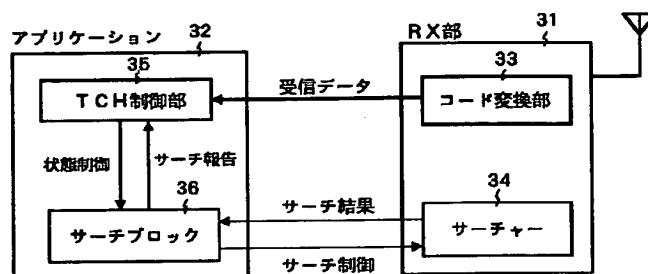 アプリケーション
32
RX部
31
35
TCH制御部
受信データ
33
コード変換部
状態制御
サーチ報告
36
サーチブロック
サーチ結果
34
サーチャー
サーチ制御